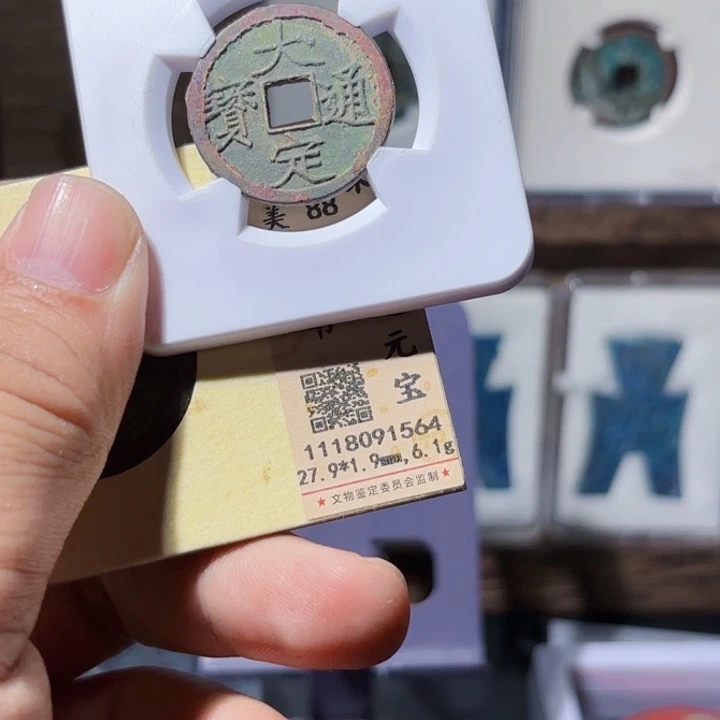 大定通寶
美 88
元宝
1118091564
27.9*1.9mm,6.1g
★文物鉴定委员会监制★